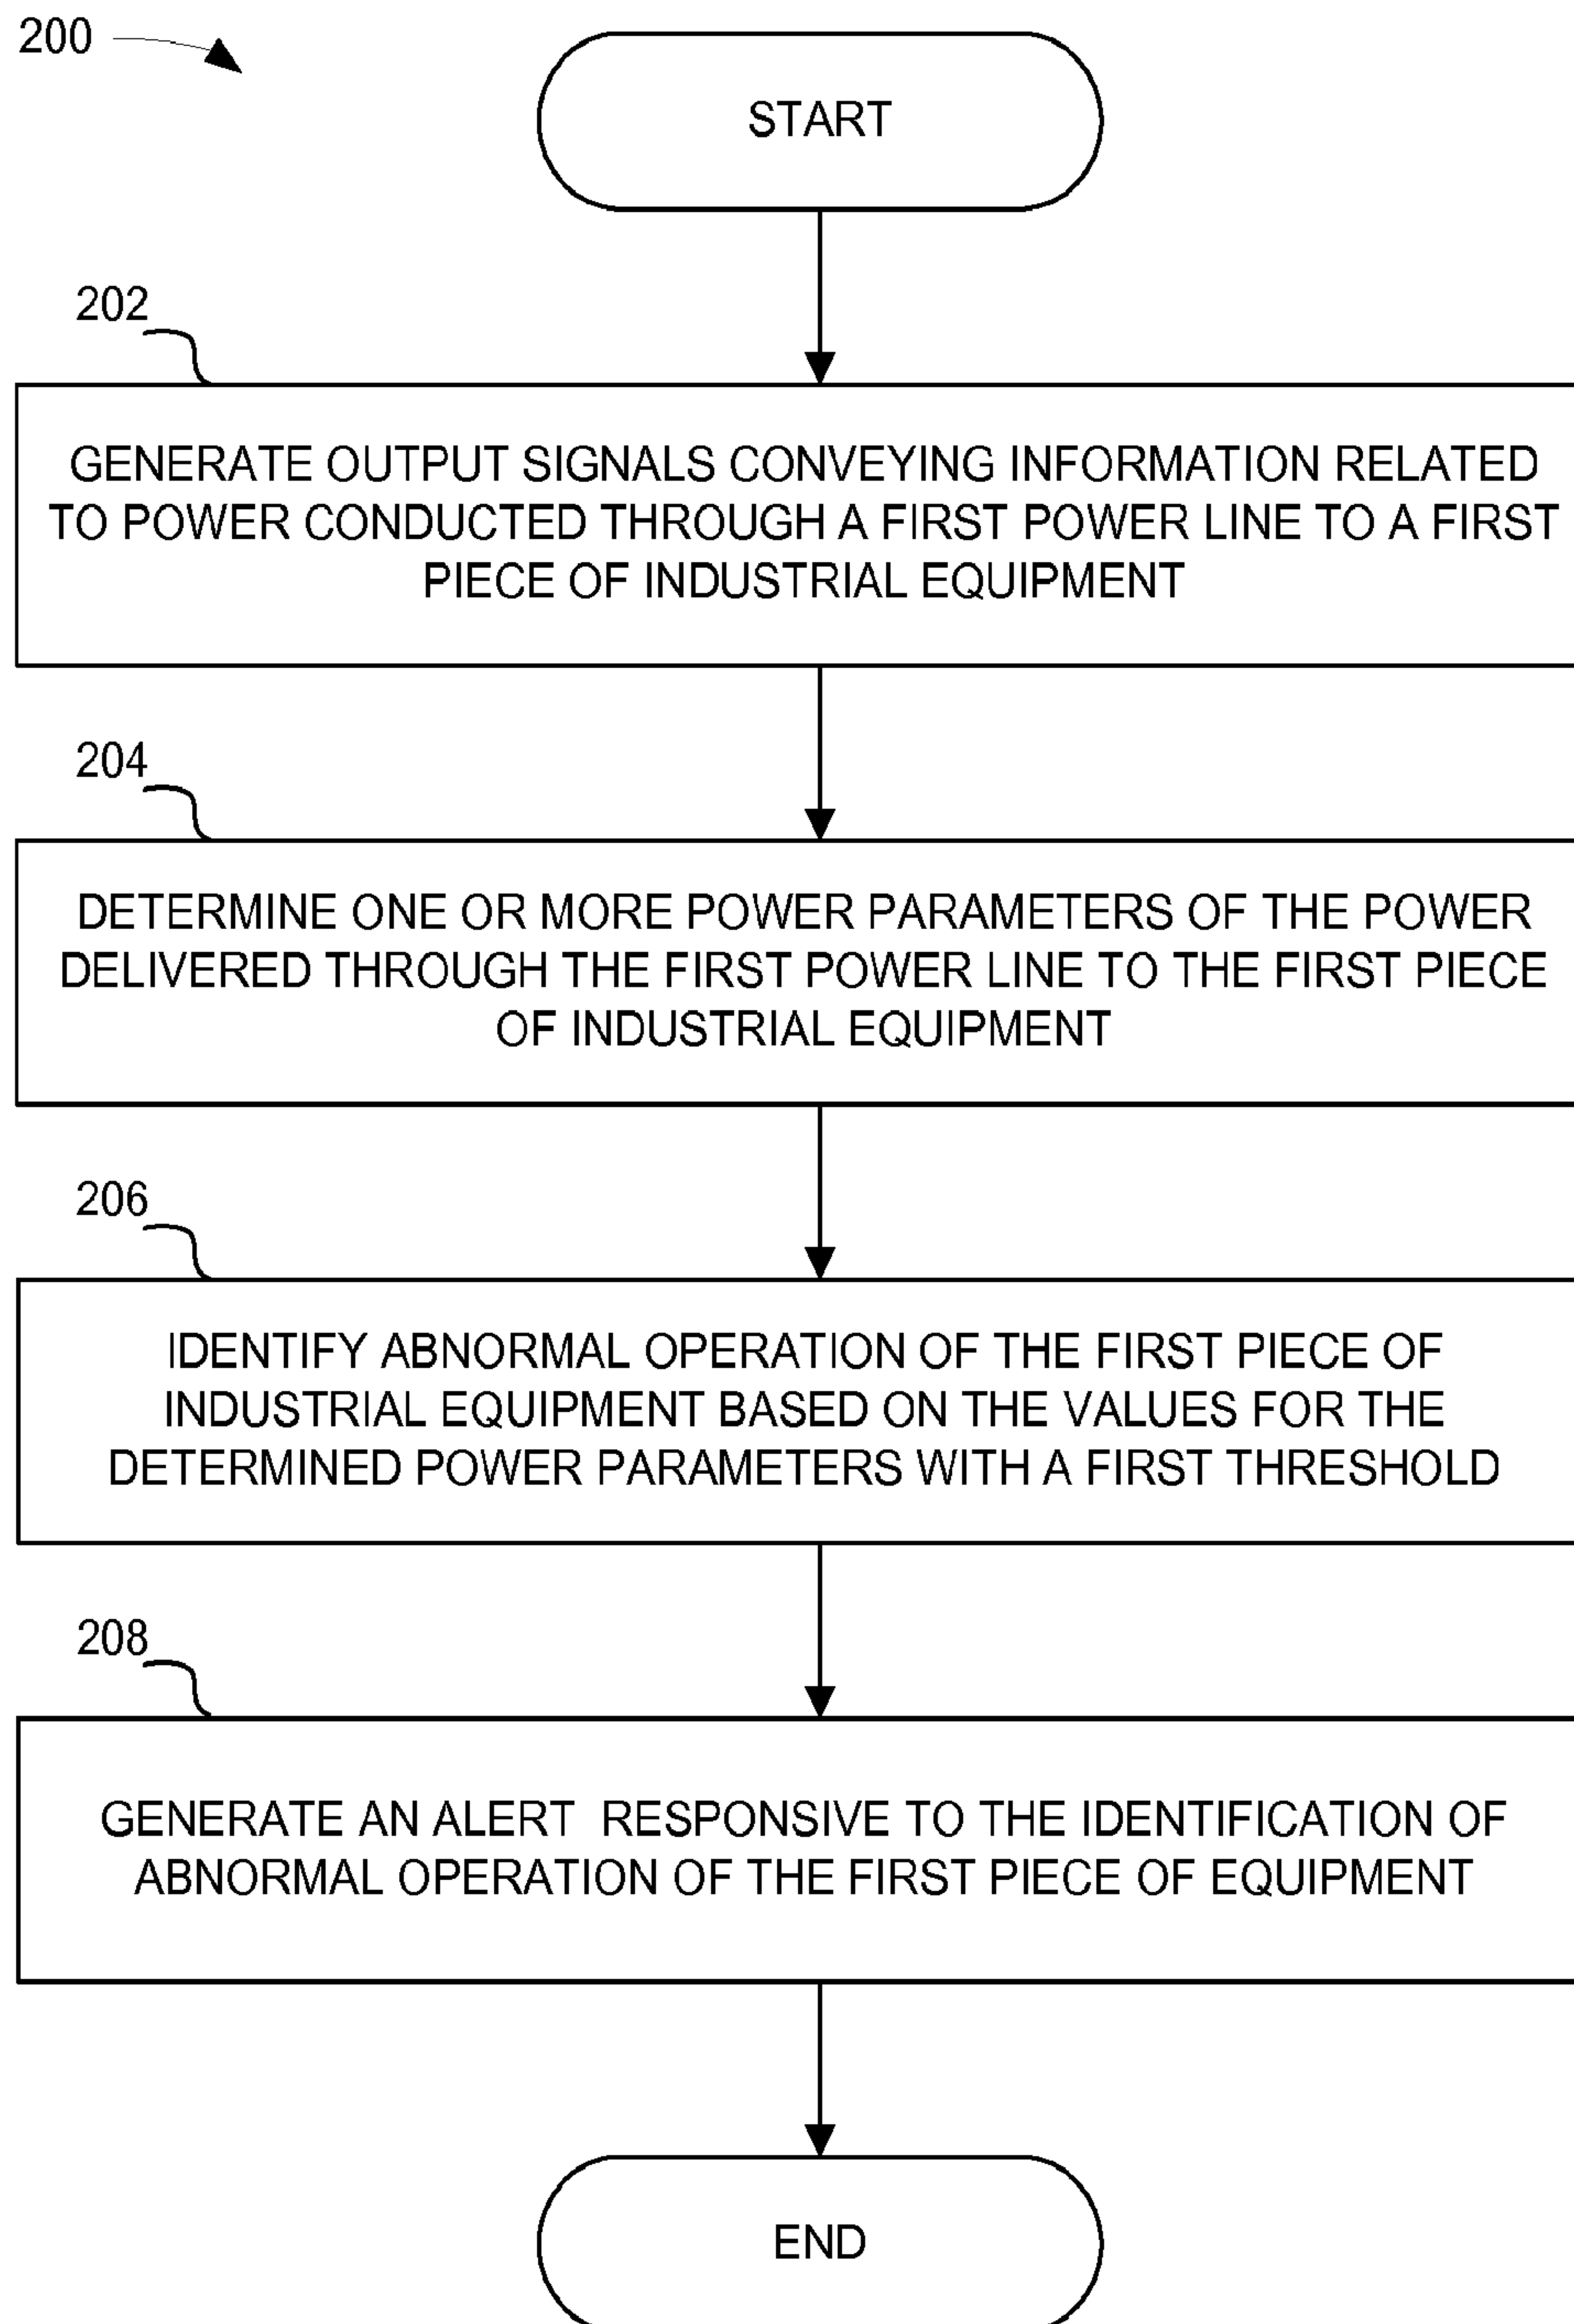 200
START
202
GENERATE OUTPUT SIGNALS CONVEYING INFORMATION RELATED
TO POWER CONDUCTED THROUGH A FIRST POWER LINE TO A FIRST
PIECE OF INDUSTRIAL EQUIPMENT
204
DETERMINE ONE OR MORE POWER PARAMETERS OF THE POWER
DELIVERED THROUGH THE FIRST POWER LINE TO THE FIRST PIECE
OF INDUSTRIAL EQUIPMENT
206
IDENTIFY ABNORMAL OPERATION OF THE FIRST PIECE OF
INDUSTRIAL EQUIPMENT BASED ON THE VALUES FOR THE
DETERMINED POWER PARAMETERS WITH A FIRST THRESHOLD
208
GENERATE AN ALERT RESPONSIVE TO THE IDENTIFICATION OF
ABNORMAL OPERATION OF THE FIRST PIECE OF EQUIPMENT
END